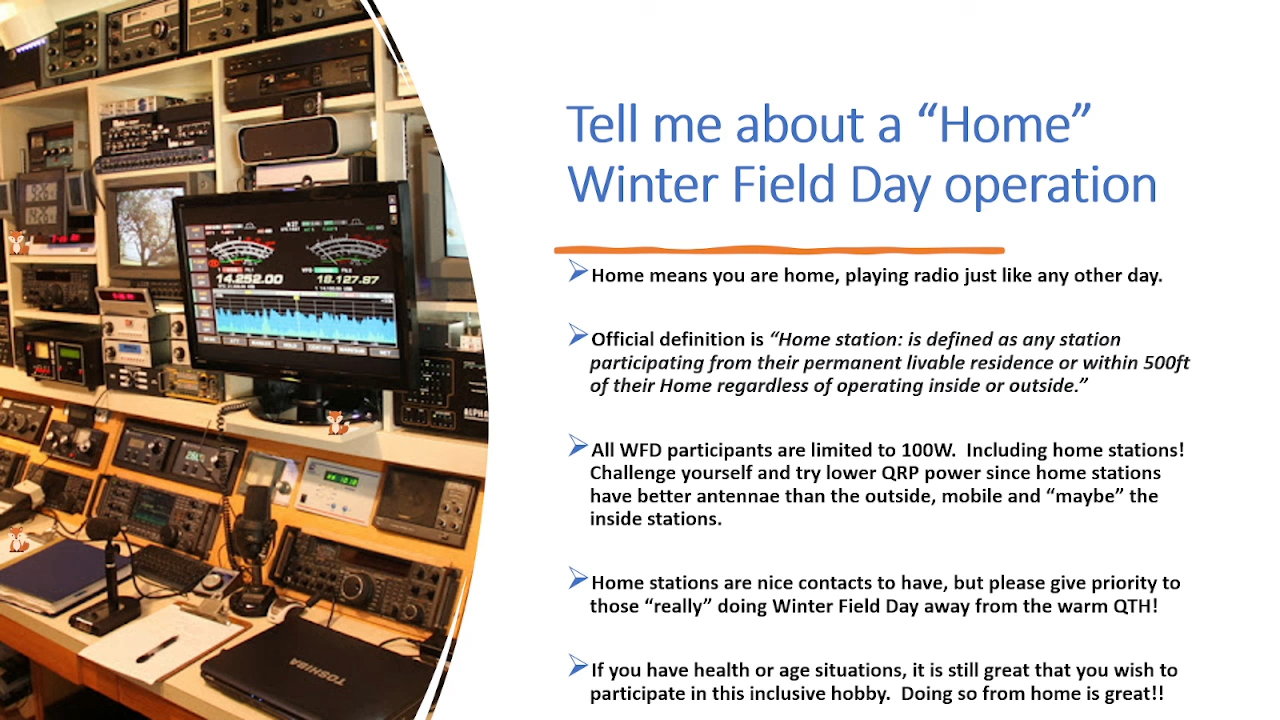 Tell me about a “Home”
Winter Field Day operation
Home means you are home, playing radio just like any other day.
Official definition is “Home station: is defined as any station
participating from their permanent livable residence or within 500ft
of their Home regardless of operating inside or outside.”
All WFD participants are limited to 100W.  Including home stations!
Challenge yourself and try lower QRP power since home stations
have better antennae than the outside, mobile and “maybe” the
inside stations.
Home stations are nice contacts to have, but please give priority to
those “really” doing Winter Field Day away from the warm QTH!
If you have health or age situations, it is still great that you wish to
participate in this inclusive hobby.  Doing so from home is great!!
14.252.00
18.127.87
ALPHA
TOSHIBA